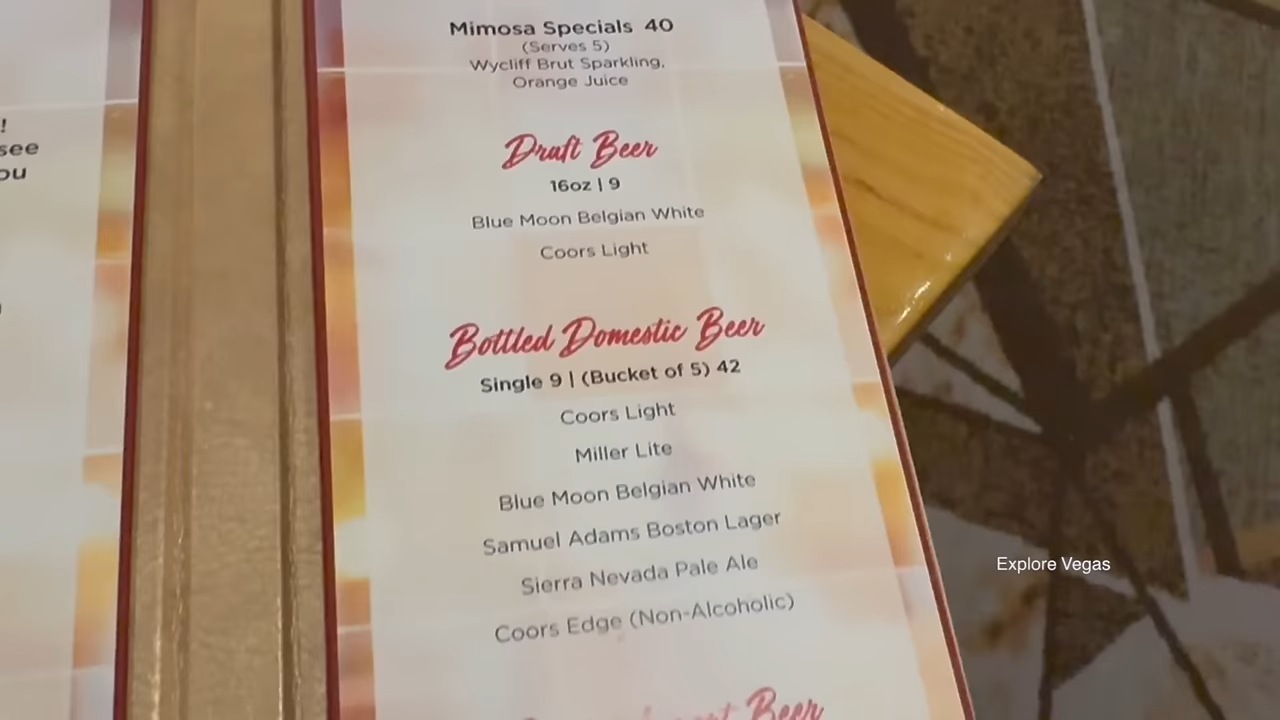 !
see
ou
Mimosa Specials 40
(Serves 5)
Wycliff Brut Sparkling,
Orange Juice
Draft Beer
16oz | 9
Blue Moon Belgian White
Coors Light
Bottled Domestic Beer
Single 9 | (Bucket of 5) 42
Coors Light
Miller Lite
Blue Moon Belgian White
Samuel Adams Boston Lager
Sierra Nevada Pale Ale
Coors Edge (Non-Alcoholic)
Beer
Explore Vegas